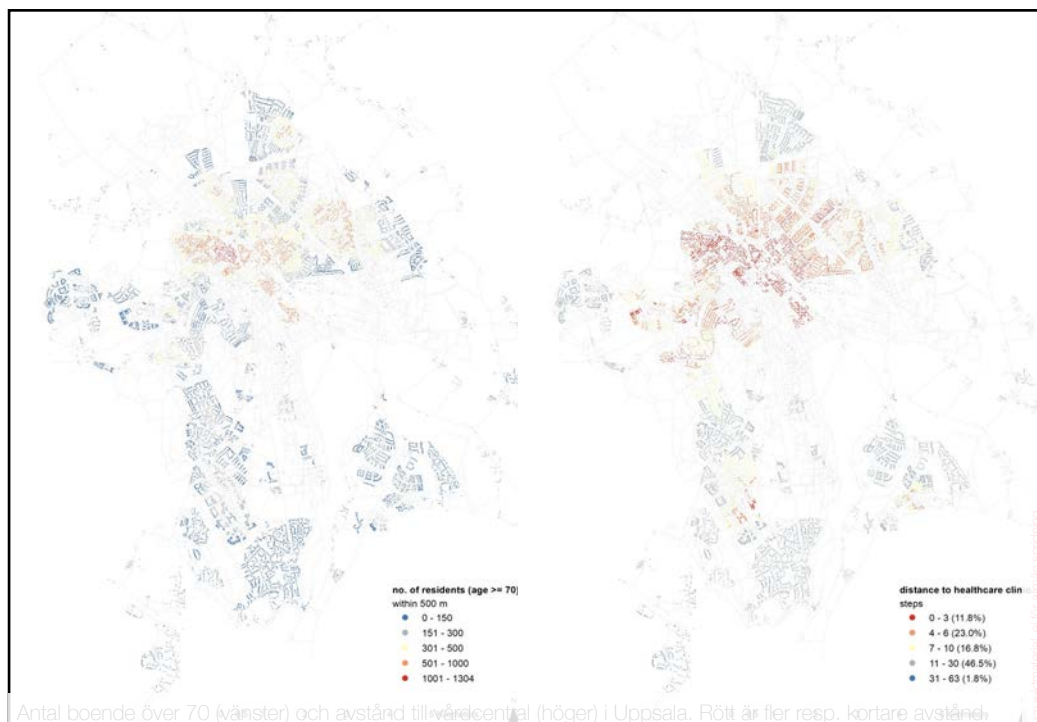 no. of residents (age >= 70)
within 500 m
0 - 150
151 - 300
301 - 500
501 - 1000
1001 - 1304
distance to healthcare clin
steps
0 - 3 (11.8%)
4 - 6 (23.0%)
7 - 10 (16.8%)
11 - 30 (46.5%)
31 - 63 (1.8%)
Antal boende över 70 (vänster) och avstånd till vårdcentral (höger) i Uppsala. Rött är fler resp. kortare avstånd.